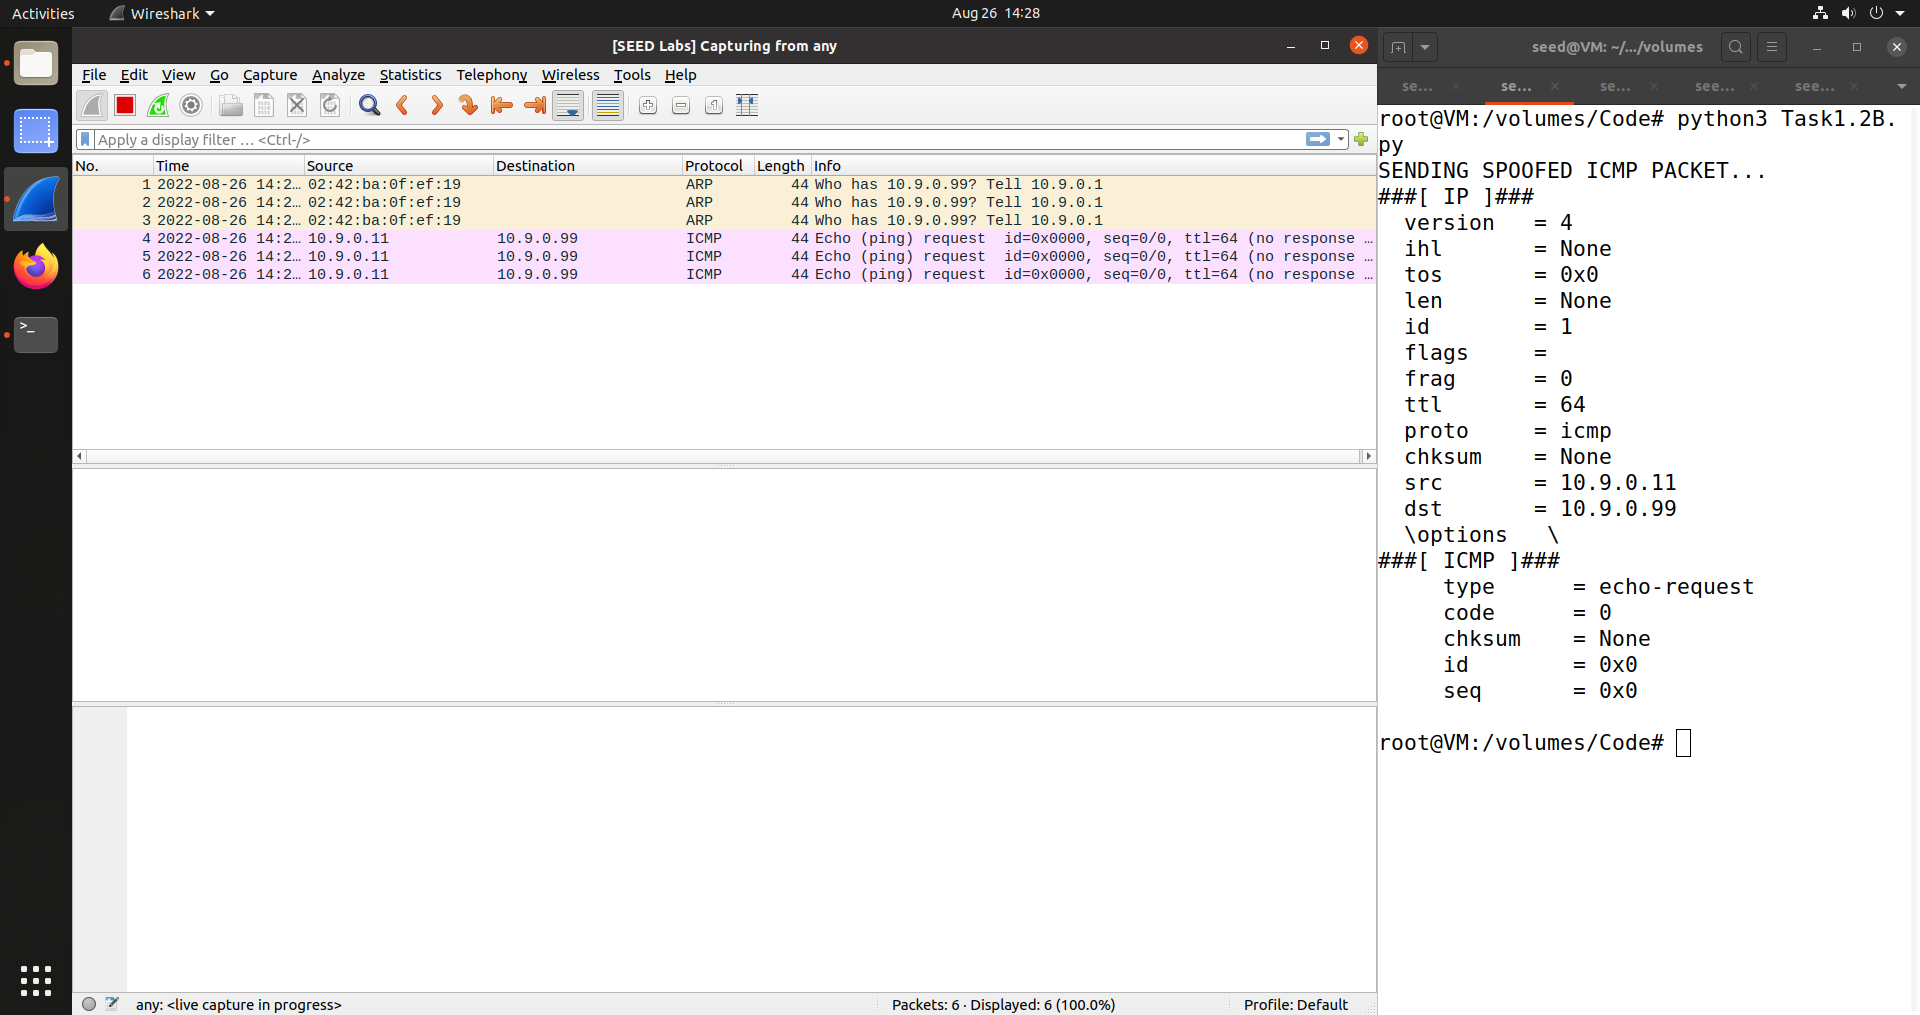 Activities Wireshark Aug 26 14:28
[SEED Labs] Capturing from any
seed@VM: ~/.../volumes
File Edit View Go Capture Analyze Statistics Telephony Wireless Tools Help
se... se... se... see... see...
Apply a display filter … <Ctrl-/>
No. Time Source Destination Protocol Length Info
1 2022-08-26 14:2… 02:42:ba:0f:ef:19 ARP 44 Who has 10.9.0.99? Tell 10.9.0.1
2 2022-08-26 14:2… 02:42:ba:0f:ef:19 ARP 44 Who has 10.9.0.99? Tell 10.9.0.1
3 2022-08-26 14:2… 02:42:ba:0f:ef:19 ARP 44 Who has 10.9.0.99? Tell 10.9.0.1
4 2022-08-26 14:2… 10.9.0.11 10.9.0.99 ICMP 44 Echo (ping) request id=0x0000, seq=0/0, ttl=64 (no response …
5 2022-08-26 14:2… 10.9.0.11 10.9.0.99 ICMP 44 Echo (ping) request id=0x0000, seq=0/0, ttl=64 (no response …
6 2022-08-26 14:2… 10.9.0.11 10.9.0.99 ICMP 44 Echo (ping) request id=0x0000, seq=0/0, ttl=64 (no response …
any: <live capture in progress> Packets: 6 · Displayed: 6 (100.0%) Profile: Default
root@VM:/volumes/Code# python3 Task1.2B.
py
SENDING SPOOFED ICMP PACKET...
###[ IP ]###
version = 4
ihl = None
tos = 0x0
len = None
id = 1
flags =
frag = 0
ttl = 64
proto = icmp
chksum = None
src = 10.9.0.11
dst = 10.9.0.99
\options \
###[ ICMP ]###
type = echo-request
code = 0
chksum = None
id = 0x0
seq = 0x0
root@VM:/volumes/Code#